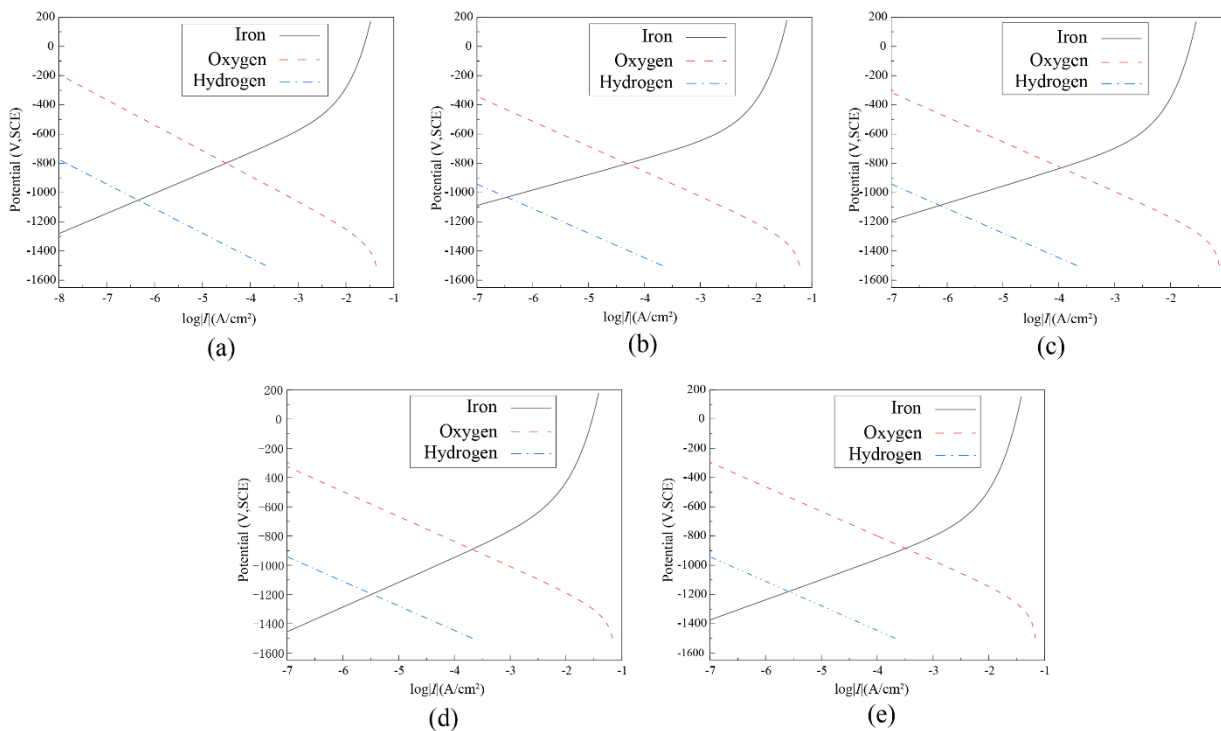 200
0
-200
-400
-600
-800
-1000
-1200
-1400
-1600
Potential (V,SCE)
Iron
Oxygen
Hydrogen
-8 -7 -6 -5 -4 -3 -2 -1
log|I|(A/cm²)
(a)
200
0
-200
-400
-600
-800
-1000
-1200
-1400
-1600
Potential (V,SCE)
Iron
Oxygen
Hydrogen
-7 -6 -5 -4 -3 -2 -1
log|I|(A/cm²)
(b)
200
0
-200
-400
-600
-800
-1000
-1200
-1400
-1600
Potential (V,SCE)
Iron
Oxygen
Hydrogen
-7 -6 -5 -4 -3 -2 -1
log|I|(A/cm²)
(c)
200
0
-200
-400
-600
-800
-1000
-1200
-1400
-1600
Potential (V,SCE)
Iron
Oxygen
Hydrogen
-7 -6 -5 -4 -3 -2 -1
log|I|(A/cm²)
(d)
200
0
-200
-400
-600
-800
-1000
-1200
-1400
-1600
Potential (V,SCE)
Iron
Oxygen
Hydrogen
-7 -6 -5 -4 -3 -2 -1
log|I|(A/cm²)
(e)